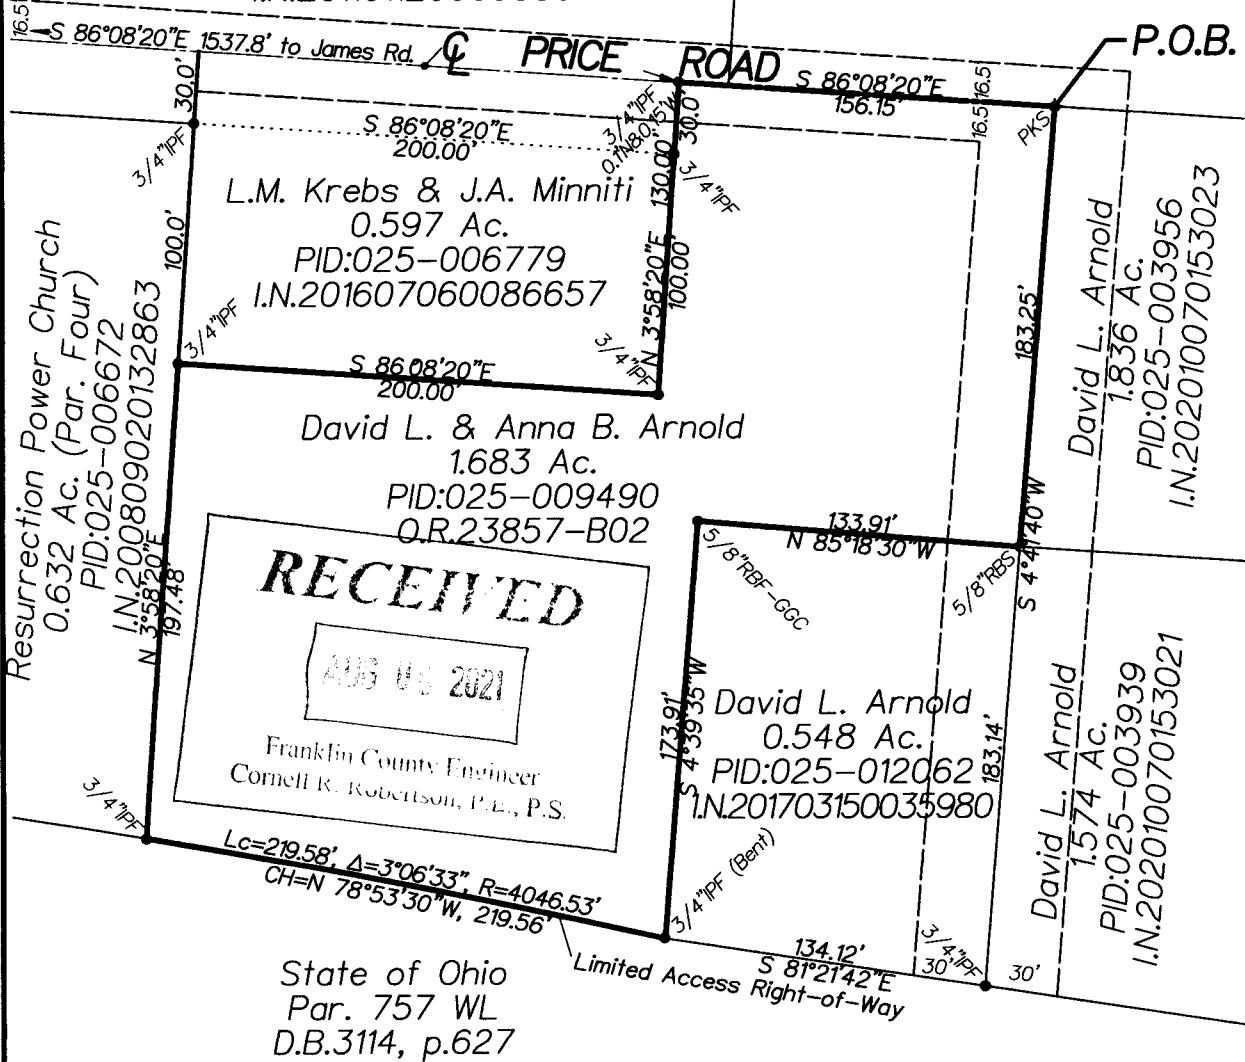 16.5'
S 86°08'20"E 1537.8' to James Rd.
℄ PRICE ROAD
S 86°08'20"E
156.15'
P.O.B.
16.5' 16.5'
PKS
30.0'
3/4"IPF
S 86°08'20"E
200.00'
3/4"IPF
0.1'N&0.15'W
30.0'
130.00'
3/4"IPF
L.M. Krebs & J.A. Minniti
0.597 Ac.
PID:025-006779
I.N.201607060086657
100.0'
3/4"IPF
3/4"IPF
N 3°58'20"E
100.00'
S 86°08'20"E
200.00'
183.25'
David L. Arnold
1.836 Ac.
PID:025-003956
I.N.202010070153023
Resurrection Power Church
0.632 Ac. (Par. Four)
PID:025-006672
I.N.200809020132863
N 3°58'20"E
197.48'
David L. & Anna B. Arnold
1.683 Ac.
PID:025-009490
O.R.23857-B02
133.91'
N 85°18'30"W
5/8"RBF-GGC
5/8"RBS
S 4°41'40"W
RECEIVED
2021
Franklin County Engineer
Cornell R. Robertson, P.E., P.S.
173.91'
S 4°39'35"W
David L. Arnold
0.548 Ac.
PID:025-012062
I.N.201703150035980
183.14'
David L. Arnold
1.574 Ac.
PID:025-003939
I.N.202010070153021
3/4"IPF
Lc=219.58', Δ=3°06'33", R=4046.53'
CH=N 78°53'30"W, 219.56'
3/4"IPF (Bent)
134.12'
S 81°21'42"E
30'
3/4"IPF
30'
Limited Access Right-of-Way
State of Ohio
Par. 757 WL
D.B.3114, p.627